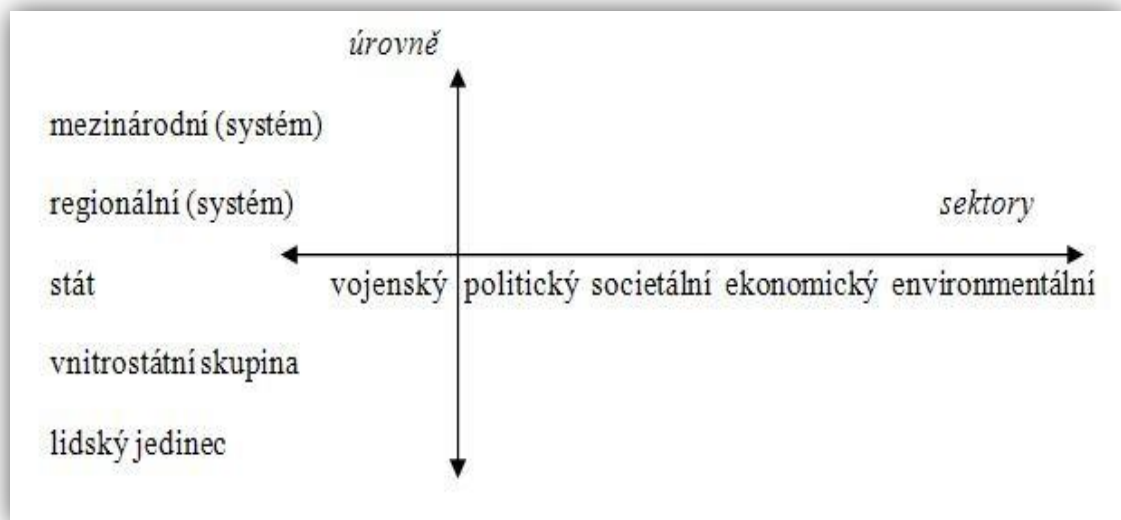 úrovně
mezinárodní (systém)
regionální (systém)
sektory
stát
vojenský politický societální ekonomický environmentální
vnitrostátní skupina
lidský jedinec